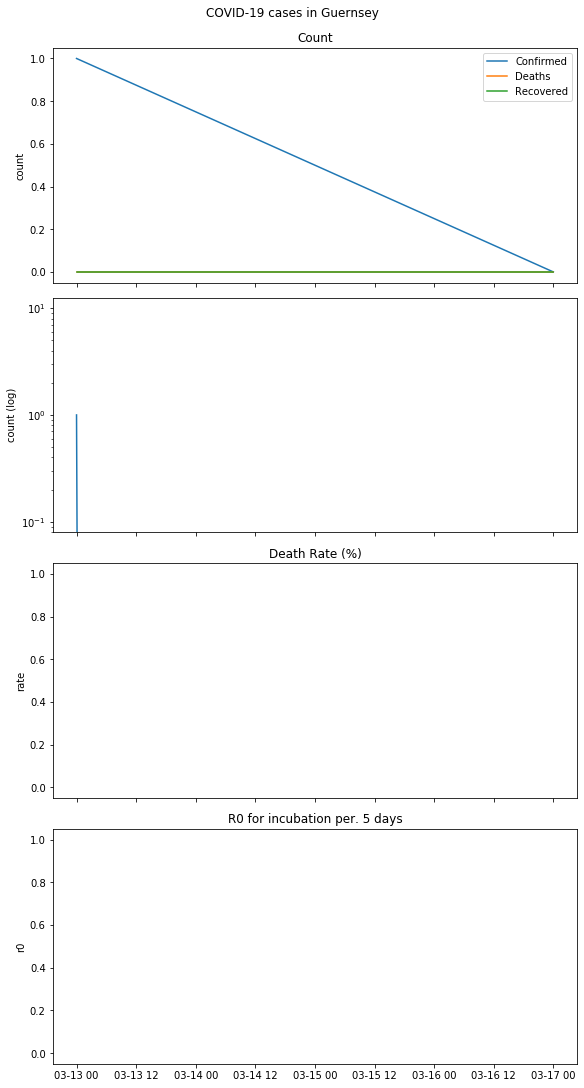 COVID-19 cases in Guernsey
Count
1.0
0.8
0.6
0.4
0.2
0.0
count
Confirmed
Deaths
Recovered
10¹
10⁰
10⁻¹
count (log)
Death Rate (%)
1.0
0.8
0.6
0.4
0.2
0.0
rate
R0 for incubation per. 5 days
1.0
0.8
0.6
0.4
0.2
0.0
r0
03-13 00 03-13 12 03-14 00 03-14 12 03-15 00 03-15 12 03-16 00 03-16 12 03-17 00